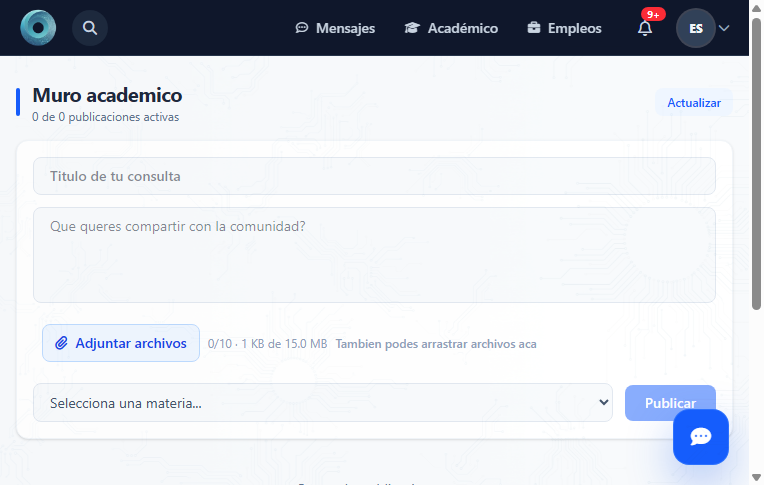 Mensajes
Académico
Empleos
9+
ES
Muro academico
0 de 0 publicaciones activas
Actualizar
Titulo de tu consulta
Que queres compartir con la comunidad?
Adjuntar archivos
0/10 · 1 KB de 15.0 MB
Tambien podes arrastrar archivos aca
Selecciona una materia...
Publicar